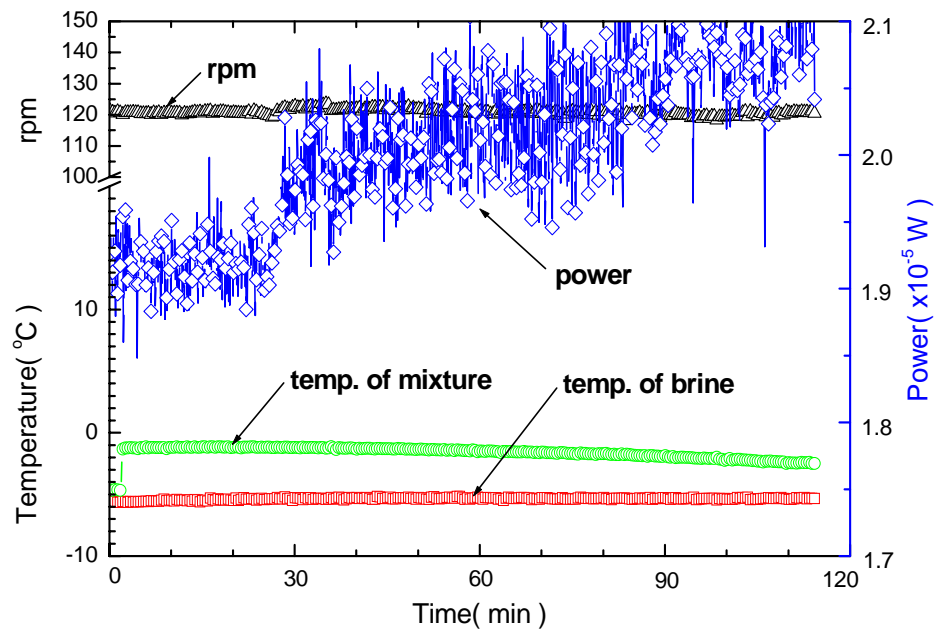 150
140
130
120
110
100
10
0
-10
rpm
Temperature( °C )
rpm
power
temp. of mixture
temp. of brine
2.1
2.0
1.9
1.8
1.7
Power( x10⁻⁵ W )
0
30
60
90
120
Time( min )